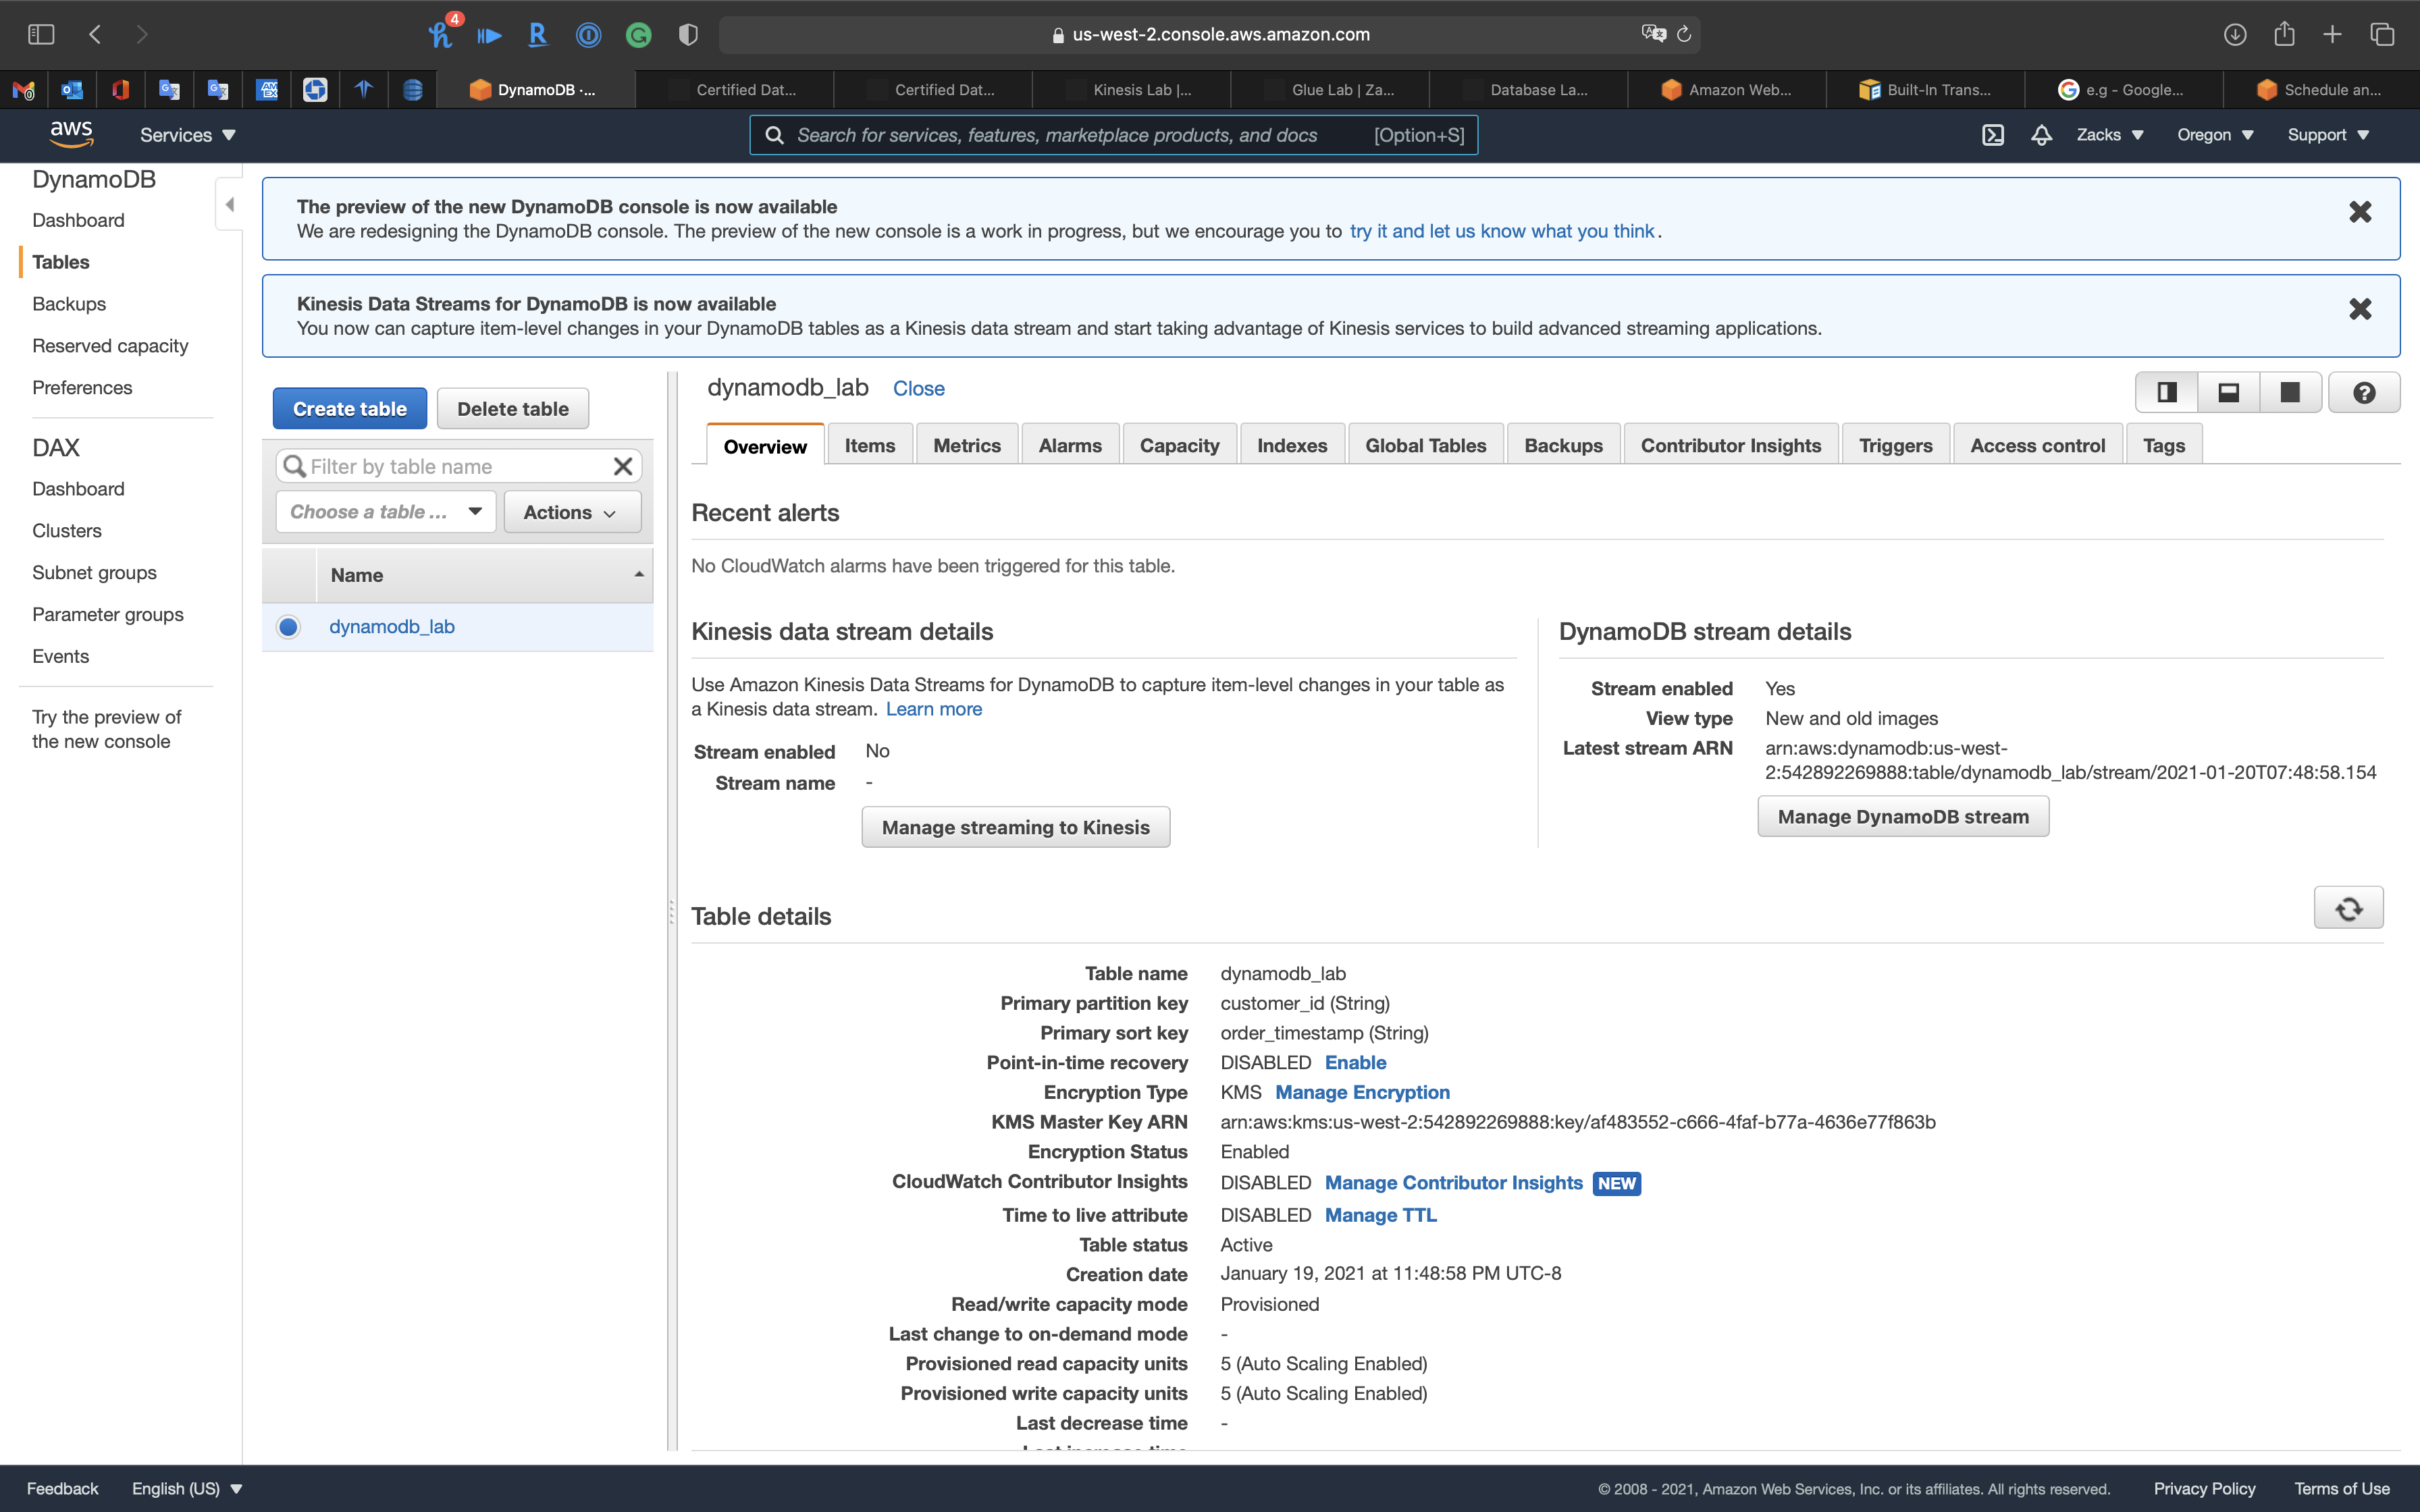 4
us-west-2.console.aws.amazon.com
DynamoDB ·...
Certified Dat...
Certified Dat...
Kinesis Lab |...
Glue Lab | Za...
Database La...
Amazon Web...
Built-In Trans...
e.g - Google...
Schedule an...
aws
Services
Search for services, features, marketplace products, and docs [Option+S]
Zacks
Oregon
Support
DynamoDB
Dashboard
Tables
Backups
Reserved capacity
Preferences
DAX
Dashboard
Clusters
Subnet groups
Parameter groups
Events
Try the preview of
the new console
The preview of the new DynamoDB console is now available
We are redesigning the DynamoDB console. The preview of the new console is a work in progress, but we encourage you to try it and let us know what you think.
Kinesis Data Streams for DynamoDB is now available
You now can capture item-level changes in your DynamoDB tables as a Kinesis data stream and start taking advantage of Kinesis services to build advanced streaming applications.
Create table
Delete table
Filter by table name
Choose a table ...
Actions
Name
dynamodb_lab
dynamodb_lab Close
Overview
Items
Metrics
Alarms
Capacity
Indexes
Global Tables
Backups
Contributor Insights
Triggers
Access control
Tags
Recent alerts
No CloudWatch alarms have been triggered for this table.
Kinesis data stream details
Use Amazon Kinesis Data Streams for DynamoDB to capture item-level changes in your table as
a Kinesis data stream. Learn more
Stream enabled No
Stream name -
Manage streaming to Kinesis
DynamoDB stream details
Stream enabled Yes
View type New and old images
Latest stream ARN arn:aws:dynamodb:us-west-
2:542892269888:table/dynamodb_lab/stream/2021-01-20T07:48:58.154
Manage DynamoDB stream
Table details
Table name dynamodb_lab
Primary partition key customer_id (String)
Primary sort key order_timestamp (String)
Point-in-time recovery DISABLED Enable
Encryption Type KMS Manage Encryption
KMS Master Key ARN arn:aws:kms:us-west-2:542892269888:key/af483552-c666-4faf-b77a-4636e77f863b
Encryption Status Enabled
CloudWatch Contributor Insights DISABLED Manage Contributor Insights NEW
Time to live attribute DISABLED Manage TTL
Table status Active
Creation date January 19, 2021 at 11:48:58 PM UTC-8
Read/write capacity mode Provisioned
Last change to on-demand mode -
Provisioned read capacity units 5 (Auto Scaling Enabled)
Provisioned write capacity units 5 (Auto Scaling Enabled)
Last decrease time -
Last increase time
Feedback
English (US)
© 2008 - 2021, Amazon Web Services, Inc. or its affiliates. All rights reserved.
Privacy Policy
Terms of Use